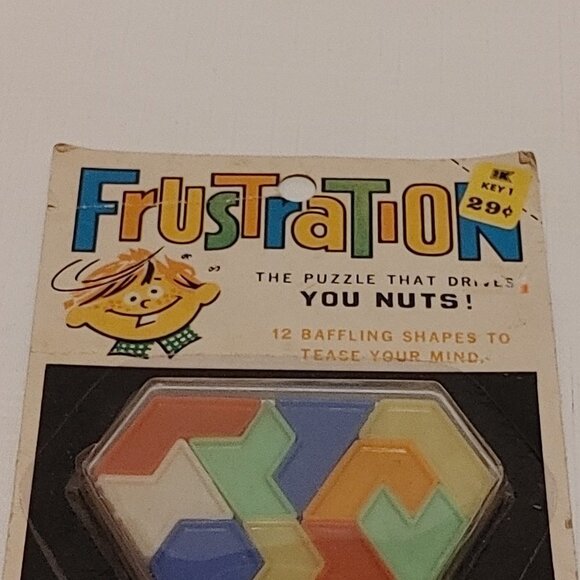 FrUSTraTION
K
KEY 1
29¢
THE PUZZLE THAT DRIVES
YOU NUTS!
12 BAFFLING SHAPES TO
TEASE YOUR MIND.